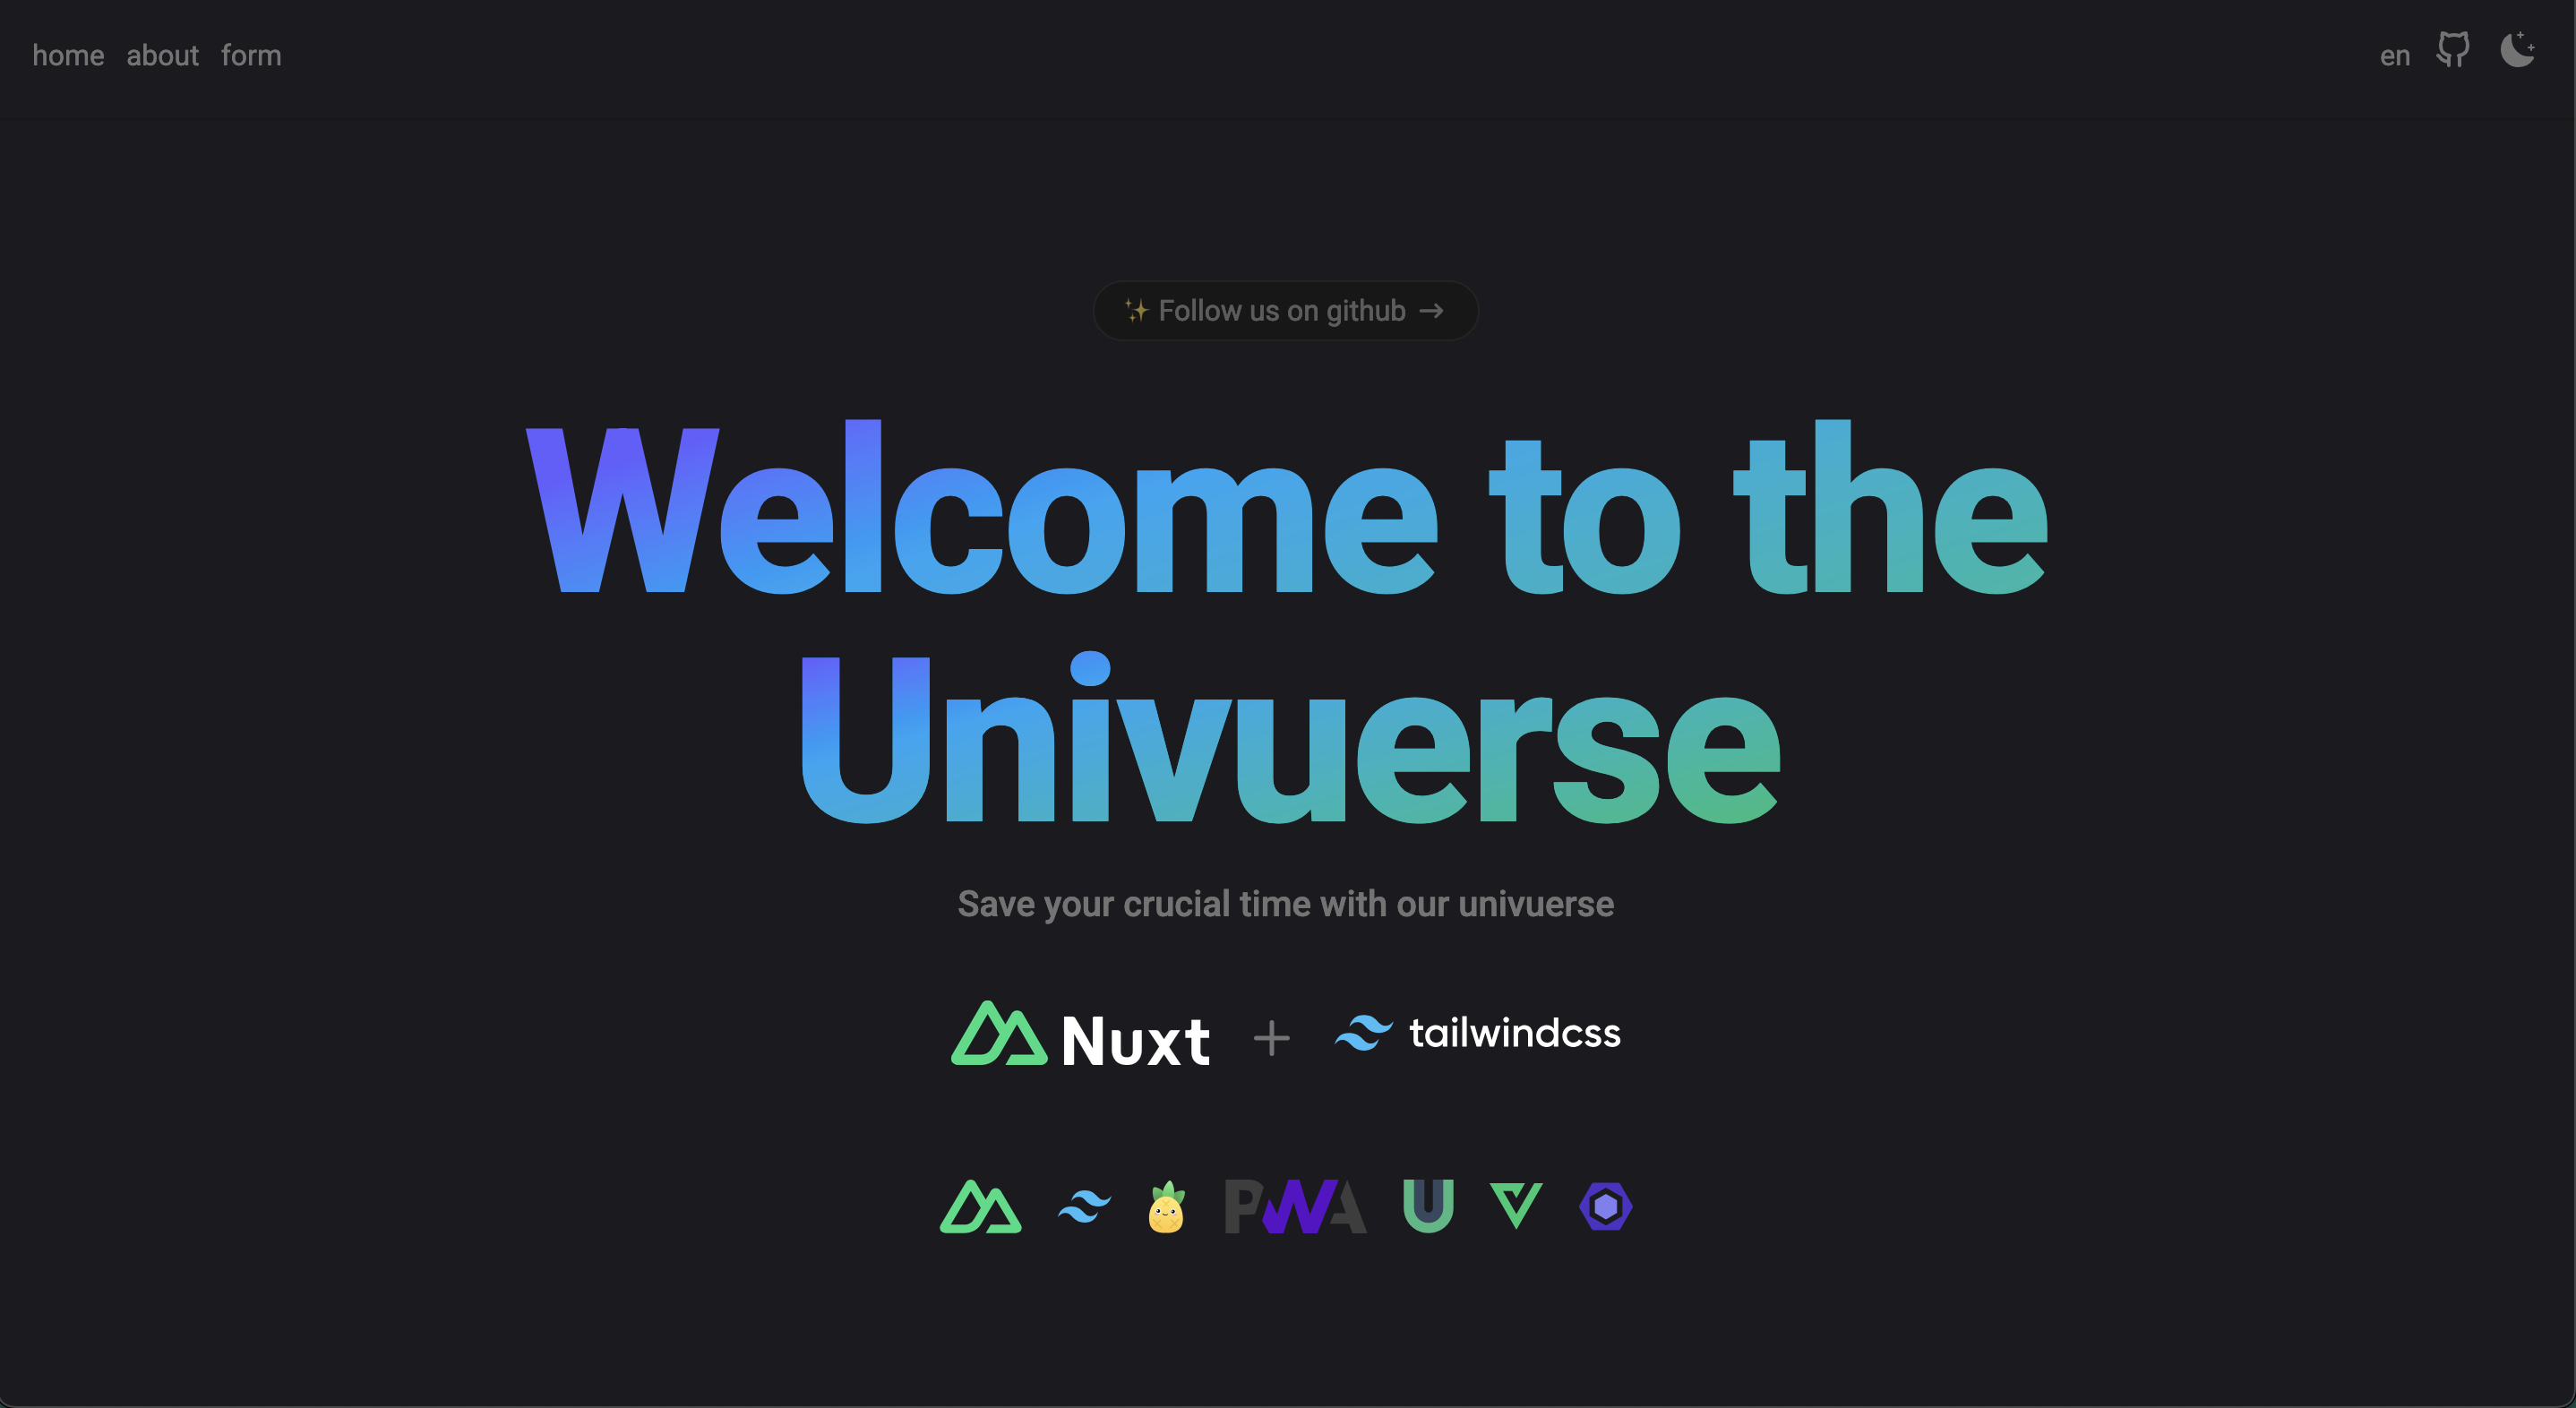 home about form en
✨ Follow us on github →
Welcome to the
Univuerse
Save your crucial time with our univuerse
Nuxt + tailwindcss
PWA U